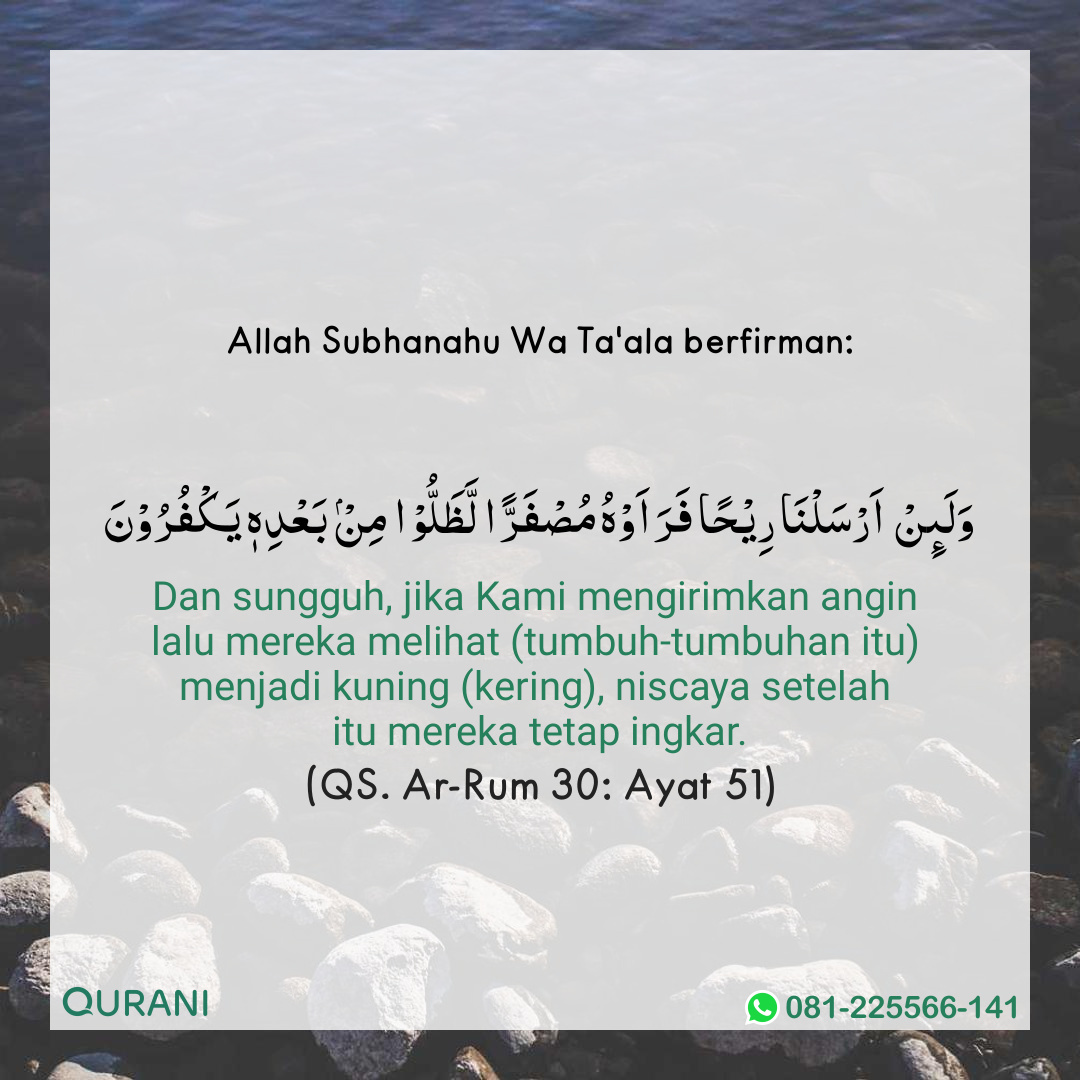 Allah Subhanahu Wa Ta'ala berfirman:
وَلَىِٕنْ اَرْسَلْنَا رِيْحًا فَرَاَوْهُ مُصْفَرًّا لَّظَلُّوْا مِنْۢ بَعْدِهٖ يَكْفُرُوْنَ
Dan sungguh, jika Kami mengirimkan angin
lalu mereka melihat (tumbuh-tumbuhan itu)
menjadi kuning (kering), niscaya setelah
itu mereka tetap ingkar.
(QS. Ar-Rum 30: Ayat 51)
QURANI
081-225566-141